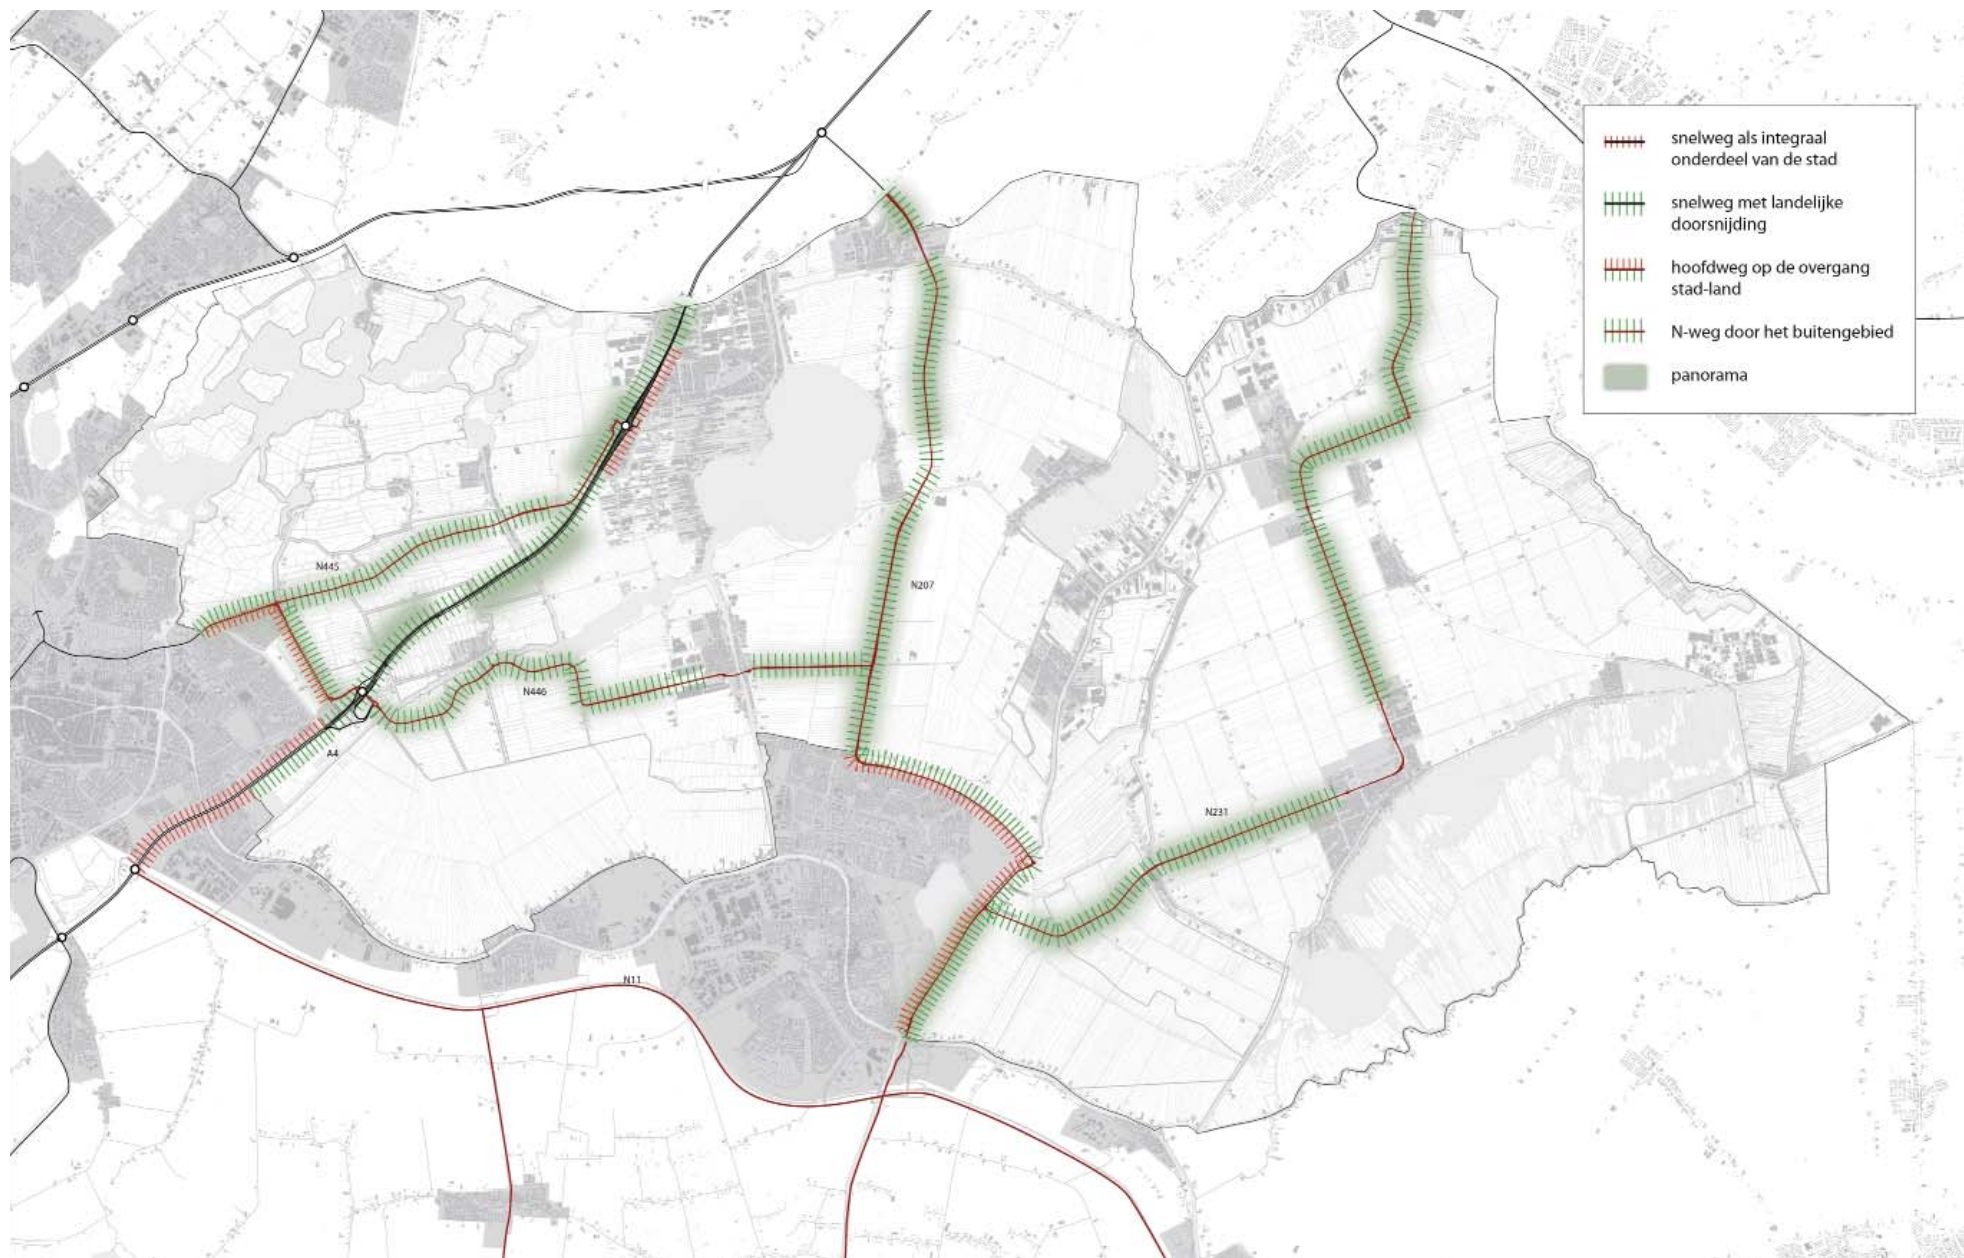 snelweg als integraal
onderdeel van de stad
snelweg met landelijke
doorsnijding
hoofdweg op de overgang
stad-land
N-weg door het buitengebied
panorama
N445
N207
N446
A4
N231
N11